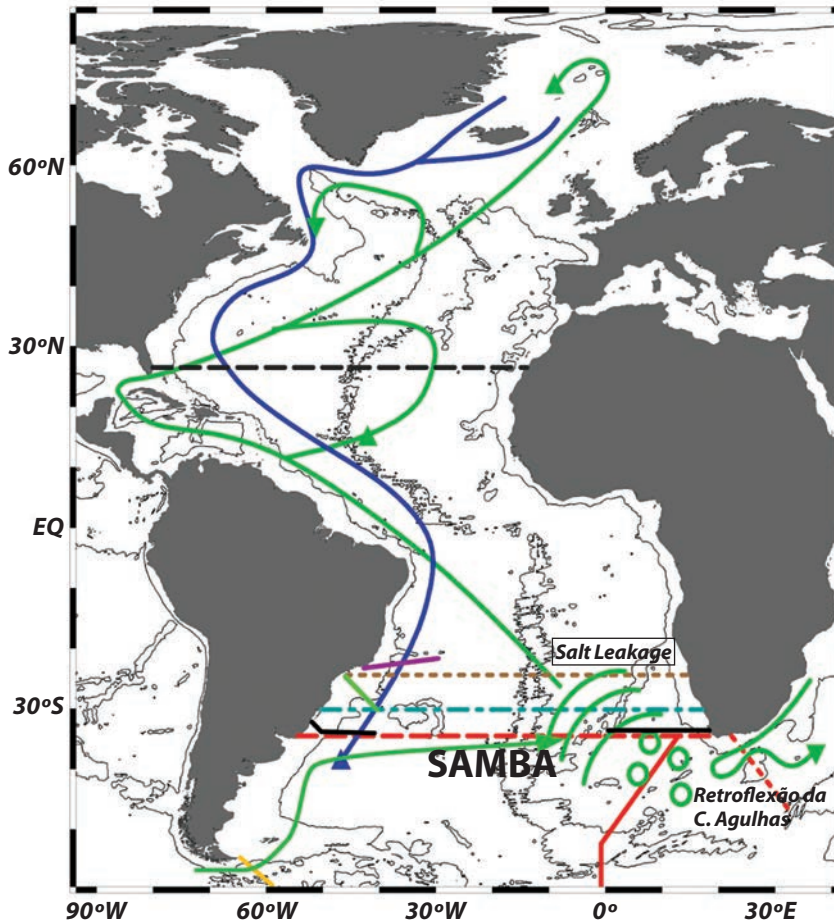 60ºN
30ºN
EQ
Salt Leakage
30ºS
SAMBA
Retroflexão da
C. Agulhas
90ºW
60ºW
30ºW
0º
30ºE